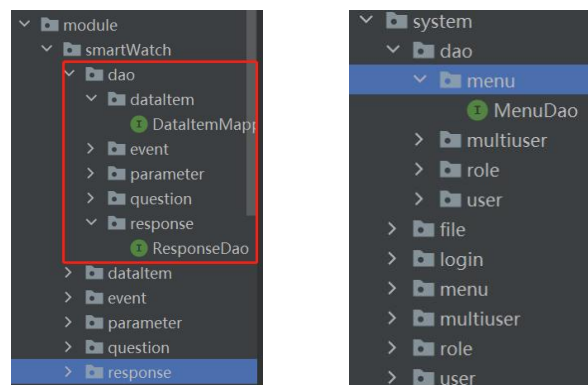 module
smartWatch
dao
dataItem
DataItemMapp
event
parameter
question
response
ResponseDao
dataItem
event
parameter
question
response
system
dao
menu
MenuDao
multiuser
role
user
file
login
menu
multiuser
role
user